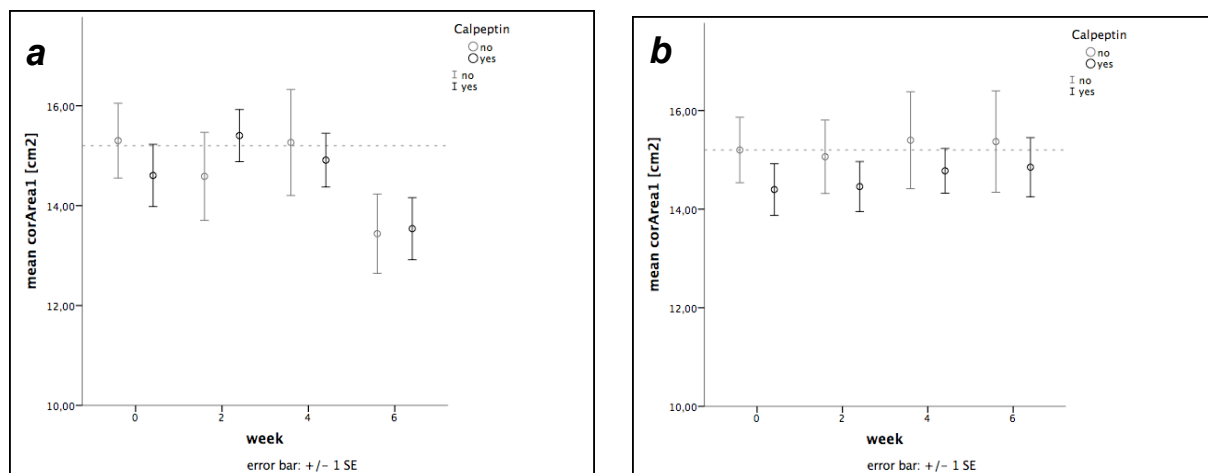 a
Calpeptin
no
yes
no
yes
mean corArea1 [cm2]
16,00
14,00
12,00
10,00
0 2 4 6
week
error bar: +/- 1 SE
b
Calpeptin
no
yes
no
yes
mean corArea1 [cm2]
16,00
14,00
12,00
10,00
0 2 4 6
week
error bar: +/- 1 SE